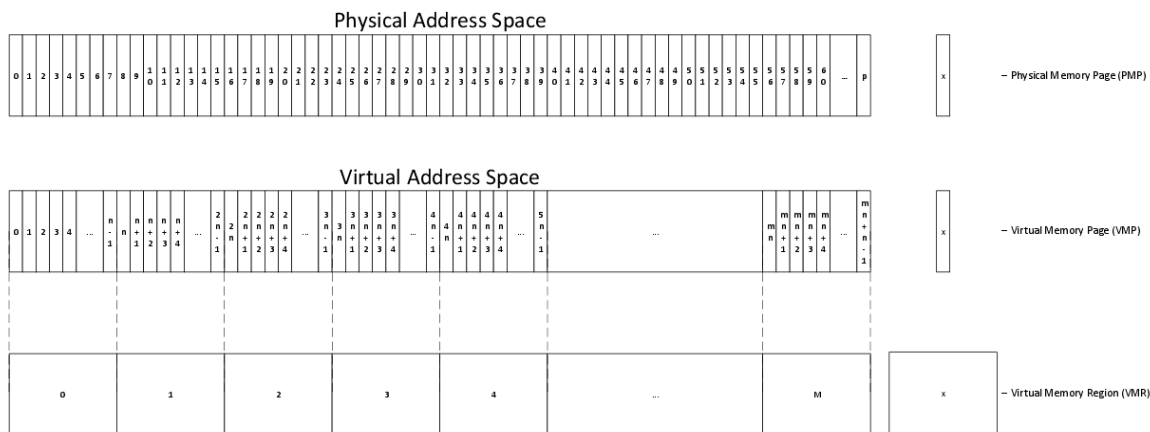 Physical Address Space
0 1 2 3 4 5 6 7 8 9 10 11 12 13 14 15 16 17 18 19 20 21 22 23 24 25 26 27 28 29 30 31 32 33 34 35 36 37 38 39 40 41 42 43 44 45 46 47 48 49 50 51 52 53 54 55 56 57 58 59 60 ... p
x
– Physical Memory Page (PMP)
Virtual Address Space
0 1 2 3 4 ... n-1 n n+1 n+2 n+3 n+4 ... 2n-1 2n 2n+1 2n+2 2n+3 2n+4 ... 3n-1 3n 3n+1 3n+2 3n+3 3n+4 ... 4n-1 4n 4n+1 4n+2 4n+3 4n+4 ... 5n-1 ... mn mn+1 mn+2 mn+3 mn+4 ... mn+n-1
x
– Virtual Memory Page (VMP)
0 1 2 3 4 ... M
x
– Virtual Memory Region (VMR)